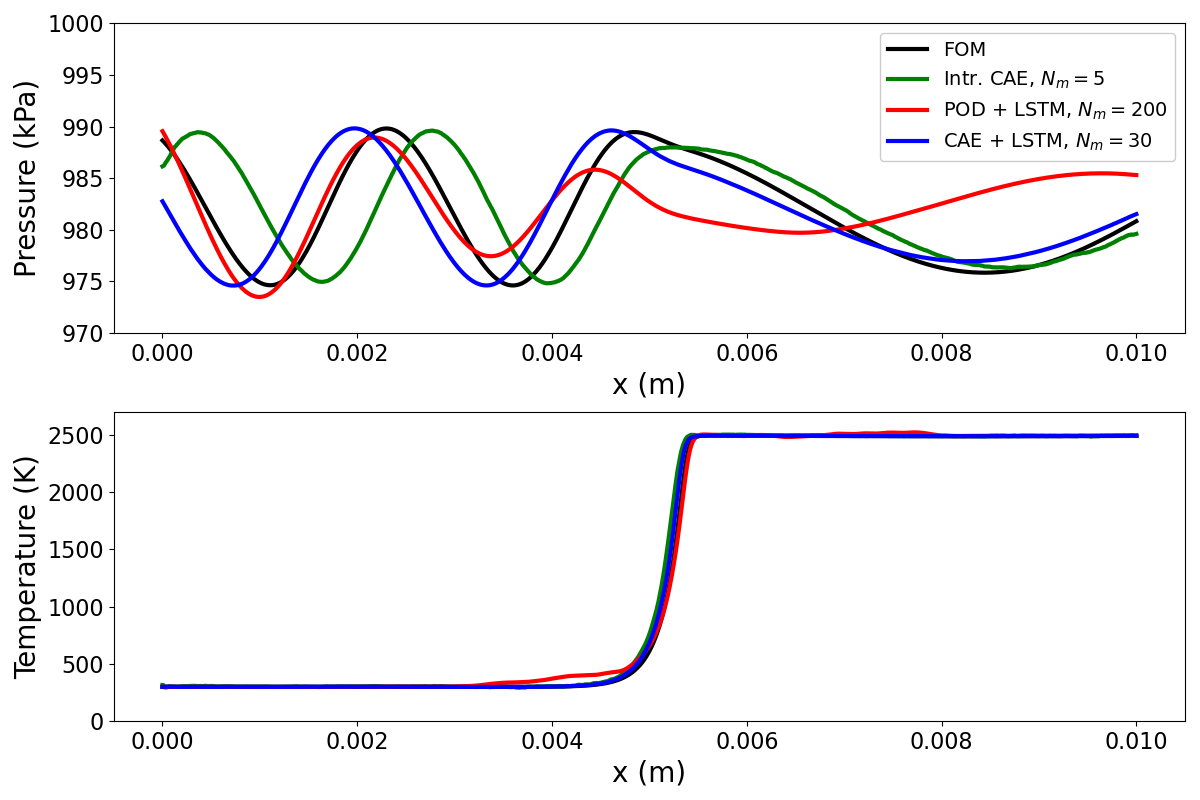 1000
995
990
985
980
975
970
Pressure (kPa)
FOM
Intr. CAE, $N_m = 5$
POD + LSTM, $N_m = 200$
CAE + LSTM, $N_m = 30$
0.000 0.002 0.004 0.006 0.008 0.010
x (m)
2500
2000
1500
1000
500
0
Temperature (K)
0.000 0.002 0.004 0.006 0.008 0.010
x (m)